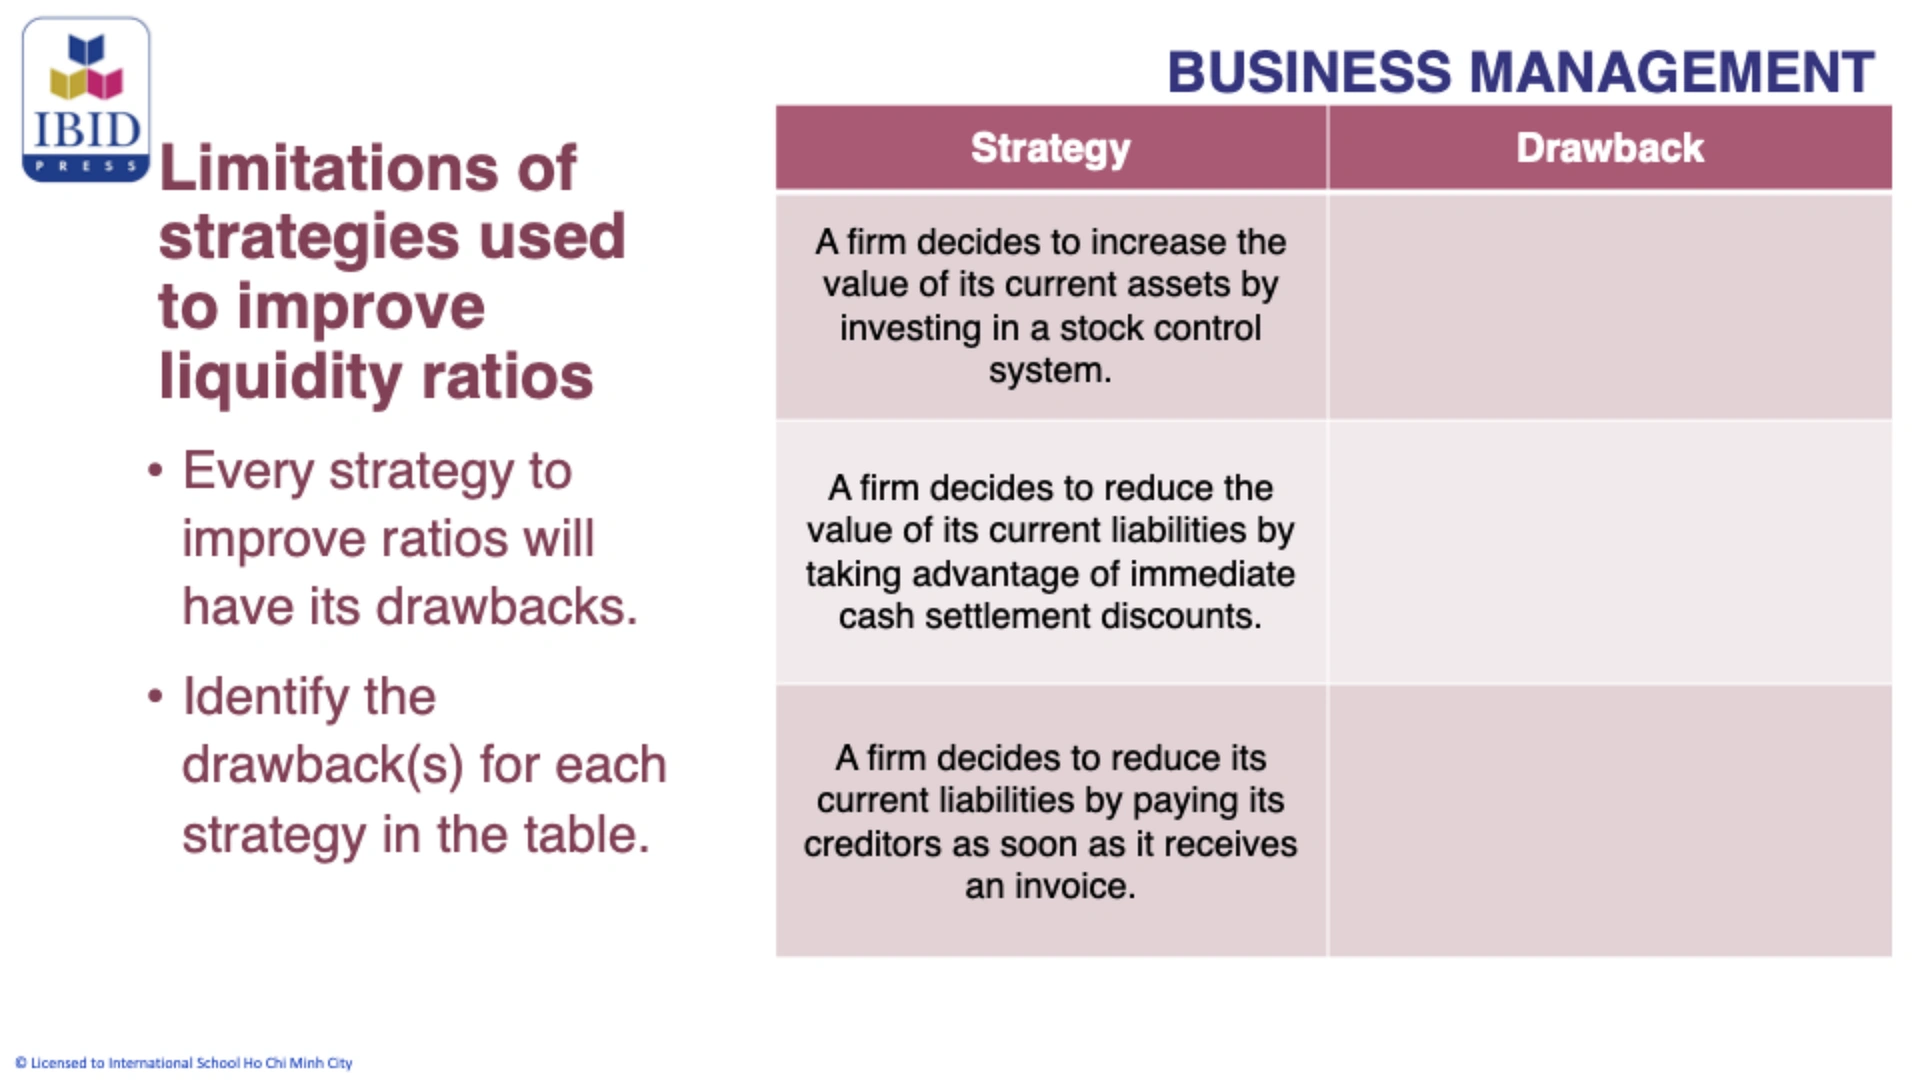 IBID
PRESS
BUSINESS MANAGEMENT
Limitations of
strategies used
to improve
liquidity ratios
• Every strategy to
improve ratios will
have its drawbacks.
• Identify the
drawback(s) for each
strategy in the table.
Strategy
Drawback
A firm decides to increase the
value of its current assets by
investing in a stock control
system.
A firm decides to reduce the
value of its current liabilities by
taking advantage of immediate
cash settlement discounts.
A firm decides to reduce its
current liabilities by paying its
creditors as soon as it receives
an invoice.
© Licensed to International School Ho Chi Minh City